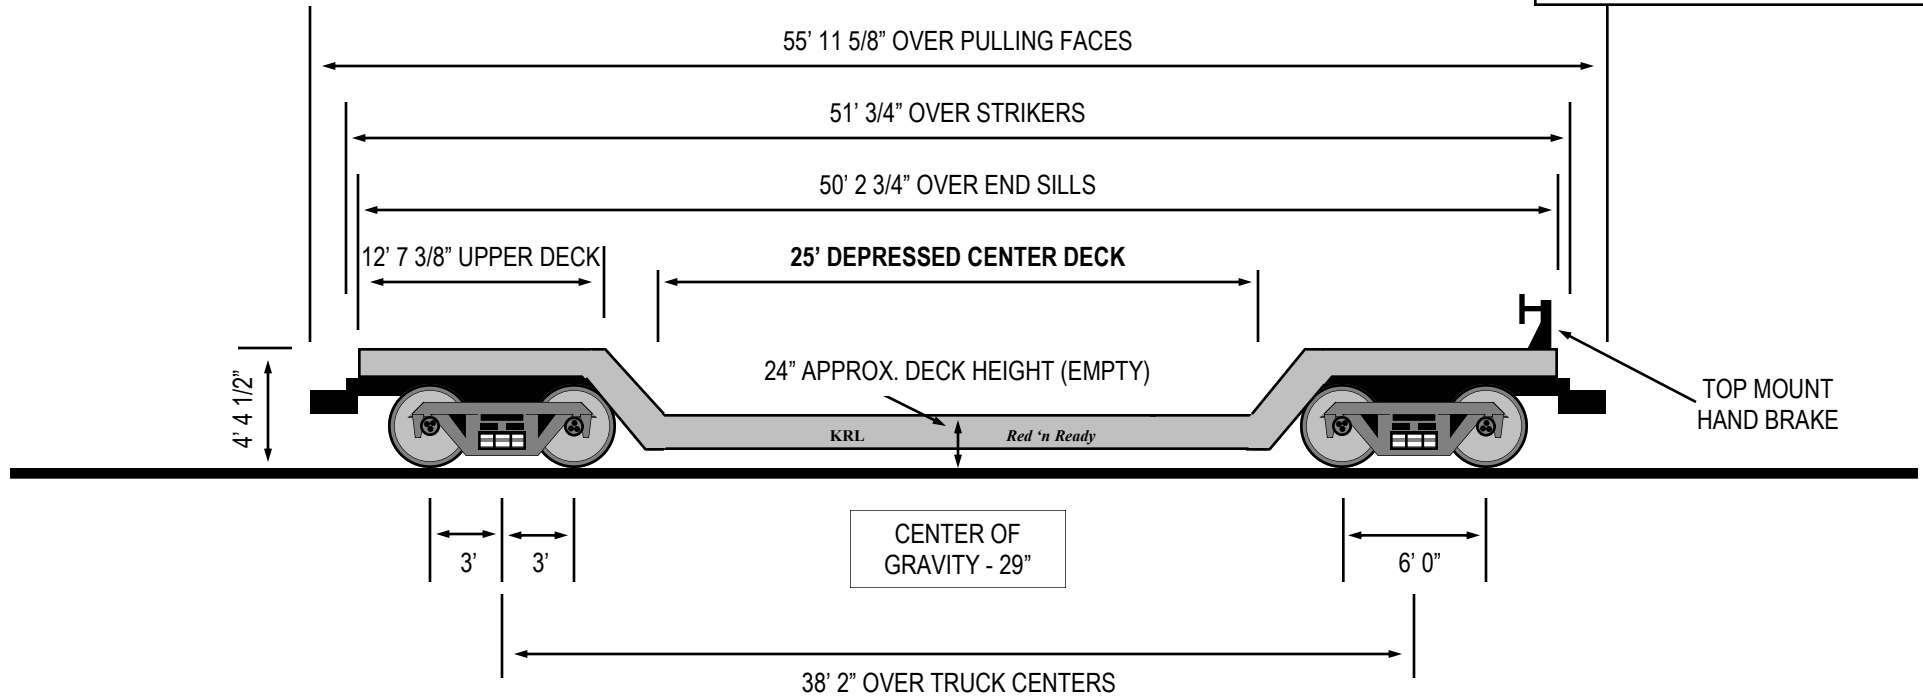 55’ 11 5/8” OVER PULLING FACES
51’ 3/4” OVER STRIKERS
50’ 2 3/4” OVER END SILLS
12’ 7 3/8” UPPER DECK
25’ DEPRESSED CENTER DECK
24” APPROX. DECK HEIGHT (EMPTY)
4’ 4 1/2”
TOP MOUNT
HAND BRAKE
KRL
Red ‘n Ready
CENTER OF
GRAVITY - 29”
3’
3’
6’ 0”
38’ 2” OVER TRUCK CENTERS